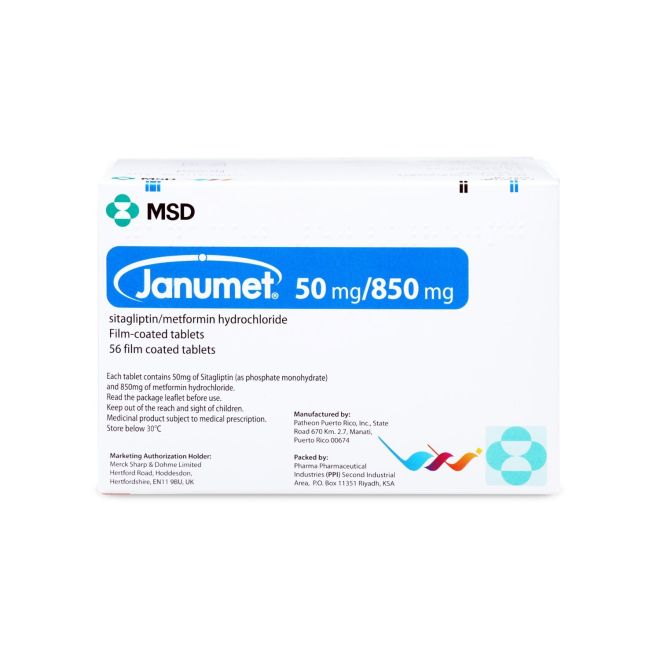 MSD
Janumet® 50 mg/850 mg
sitagliptin/metformin hydrochloride
Film-coated tablets
56 film coated tablets
Each tablet contains 50mg of Sitagliptin (as phosphate monohydrate)
and 850mg of metformin hydrochloride.
Read the package leaflet before use.
Keep out of the reach and sight of children.
Medicinal product subject to medical prescription.
Store below 30°C
Marketing Authorization Holder:
Merck Sharp & Dohme Limited
Hertford Road, Hoddesdon,
Hertfordshire, EN11 9BU, UK
Manufactured by:
Patheon Puerto Rico, Inc., State
Road 670 Km. 2.7, Manati,
Puerto Rico 00674
Packed by:
Pharma Pharmaceutical
Industries (PPI) Second Industrial
Area, P.O. Box 11351 Riyadh, KSA